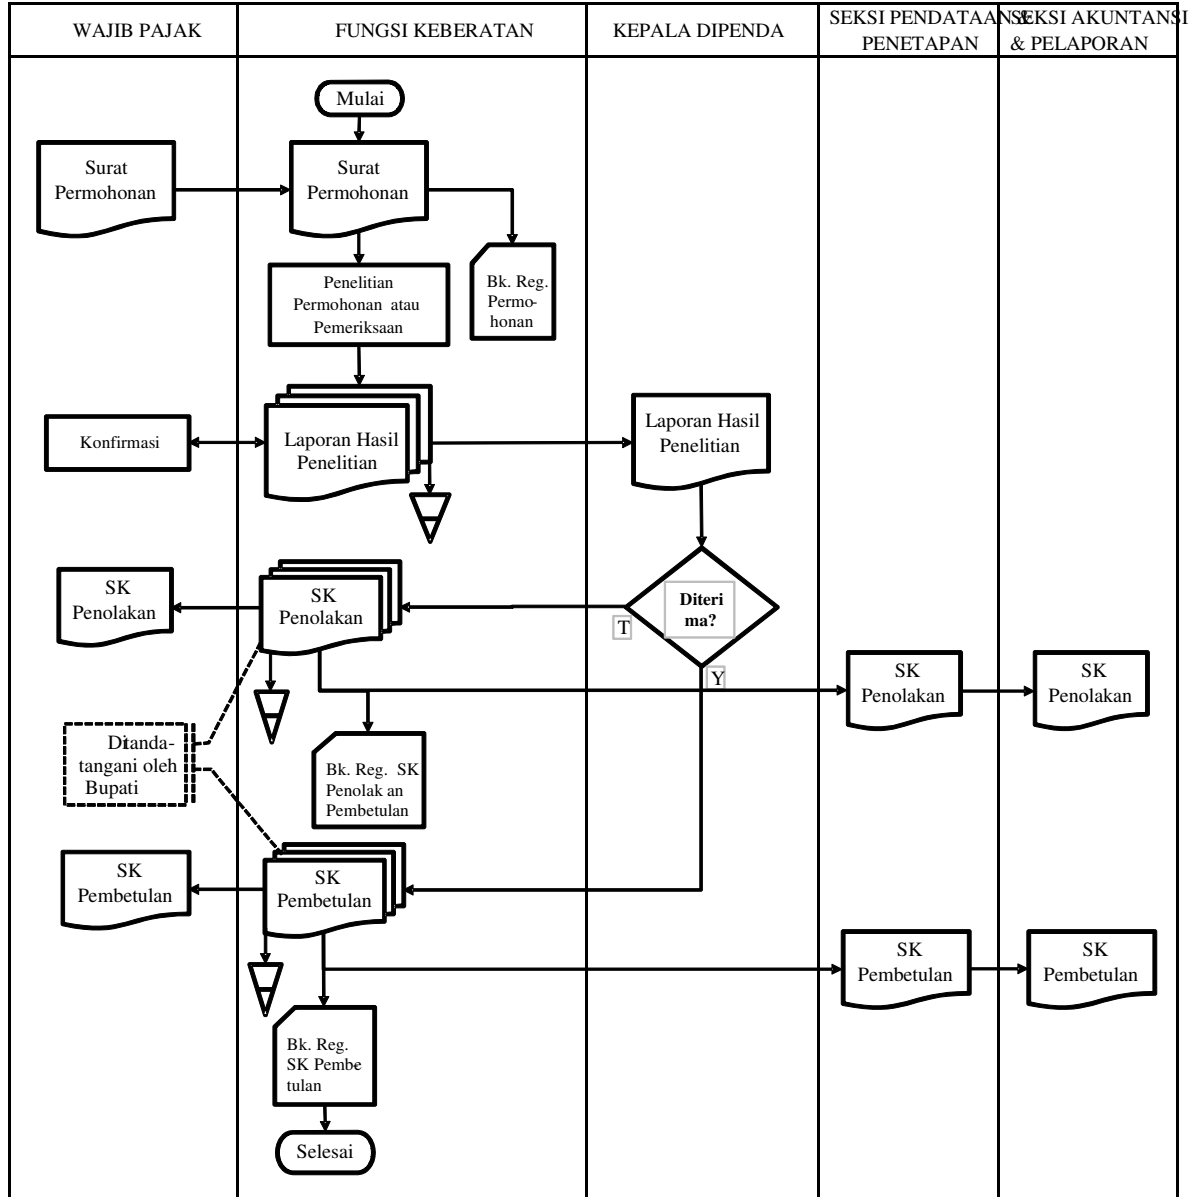 WAJIB PAJAK
FUNGSI KEBERATAN
KEPALA DIPENDA
SEKSI PENDATAAN &
PENETAPAN
SEKSI AKUNTANSI
& PELAPORAN
Mulai
Surat
Permohonan
Surat
Permohonan
Bk. Reg.
Permo-
honan
Penelitian
Permohonan atau
Pemeriksaan
Konfirmasi
Laporan Hasil
Penelitian
Laporan Hasil
Penelitian
Diteri
ma?
T
Y
SK
Penolakan
SK
Penolakan
SK
Penolakan
SK
Penolakan
Ditanda-
tangani oleh
Bupati
Bk. Reg. SK
Penolak an
Pembetulan
SK
Pembetulan
SK
Pembetulan
SK
Pembetulan
SK
Pembetulan
Bk. Reg.
SK Pembe-
tulan
Selesai